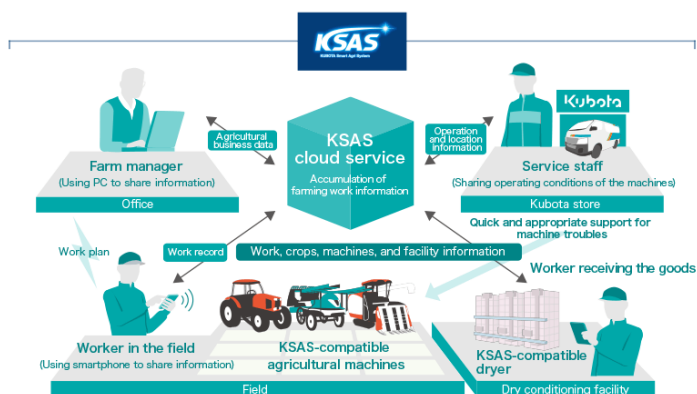 KSAS
KUBOTA Smart Agri System
Agricultural
business data
KSAS
cloud service
Accumulation of
farming work information
Operation
and location
information
Kubota
Farm manager
(Using PC to share information)
Office
Service staff
(Sharing operating conditions of the machines)
Kubota store
Quick and appropriate support for
machine troubles
Work plan
Work record
Work, crops, machines, and facility information
Worker receiving the goods
Worker in the field
(Using smartphone to share information)
KSAS-compatible
agricultural machines
Field
KSAS-compatible
dryer
Dry conditioning facility